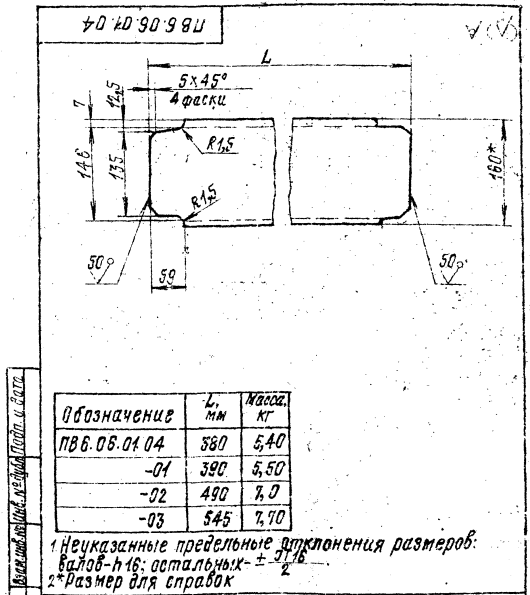 ПВ6.06.01.04
L
5×45°
4 фаски
12,5
7
146
135
R1,5
R1,5
160*
50
50
59
Обозначение L, мм Масса, кг
ПВ6.06.01.04 380 5,40
-01 390 5,50
-02 490 7,0
-03 545 7,70
1 Неуказанные предельные отклонения размеров:
валов-h16; остальных- ± IT16/2
2*Размер для справок
Подп. и дата